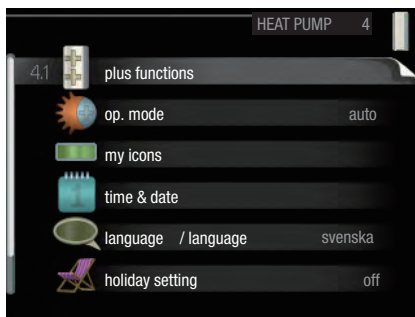 HEAT PUMP 4
4.1 plus functions
op. mode auto
my icons
time & date
language / language svenska
holiday setting off